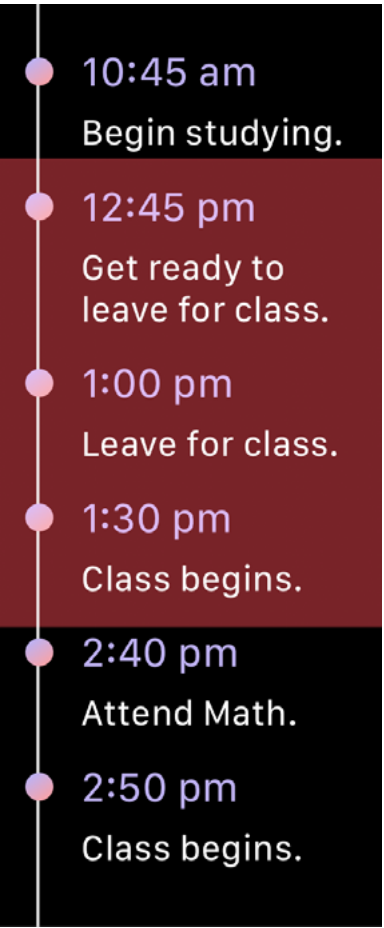 10:45 am
Begin studying.
12:45 pm
Get ready to
leave for class.
1:00 pm
Leave for class.
1:30 pm
Class begins.
2:40 pm
Attend Math.
2:50 pm
Class begins.